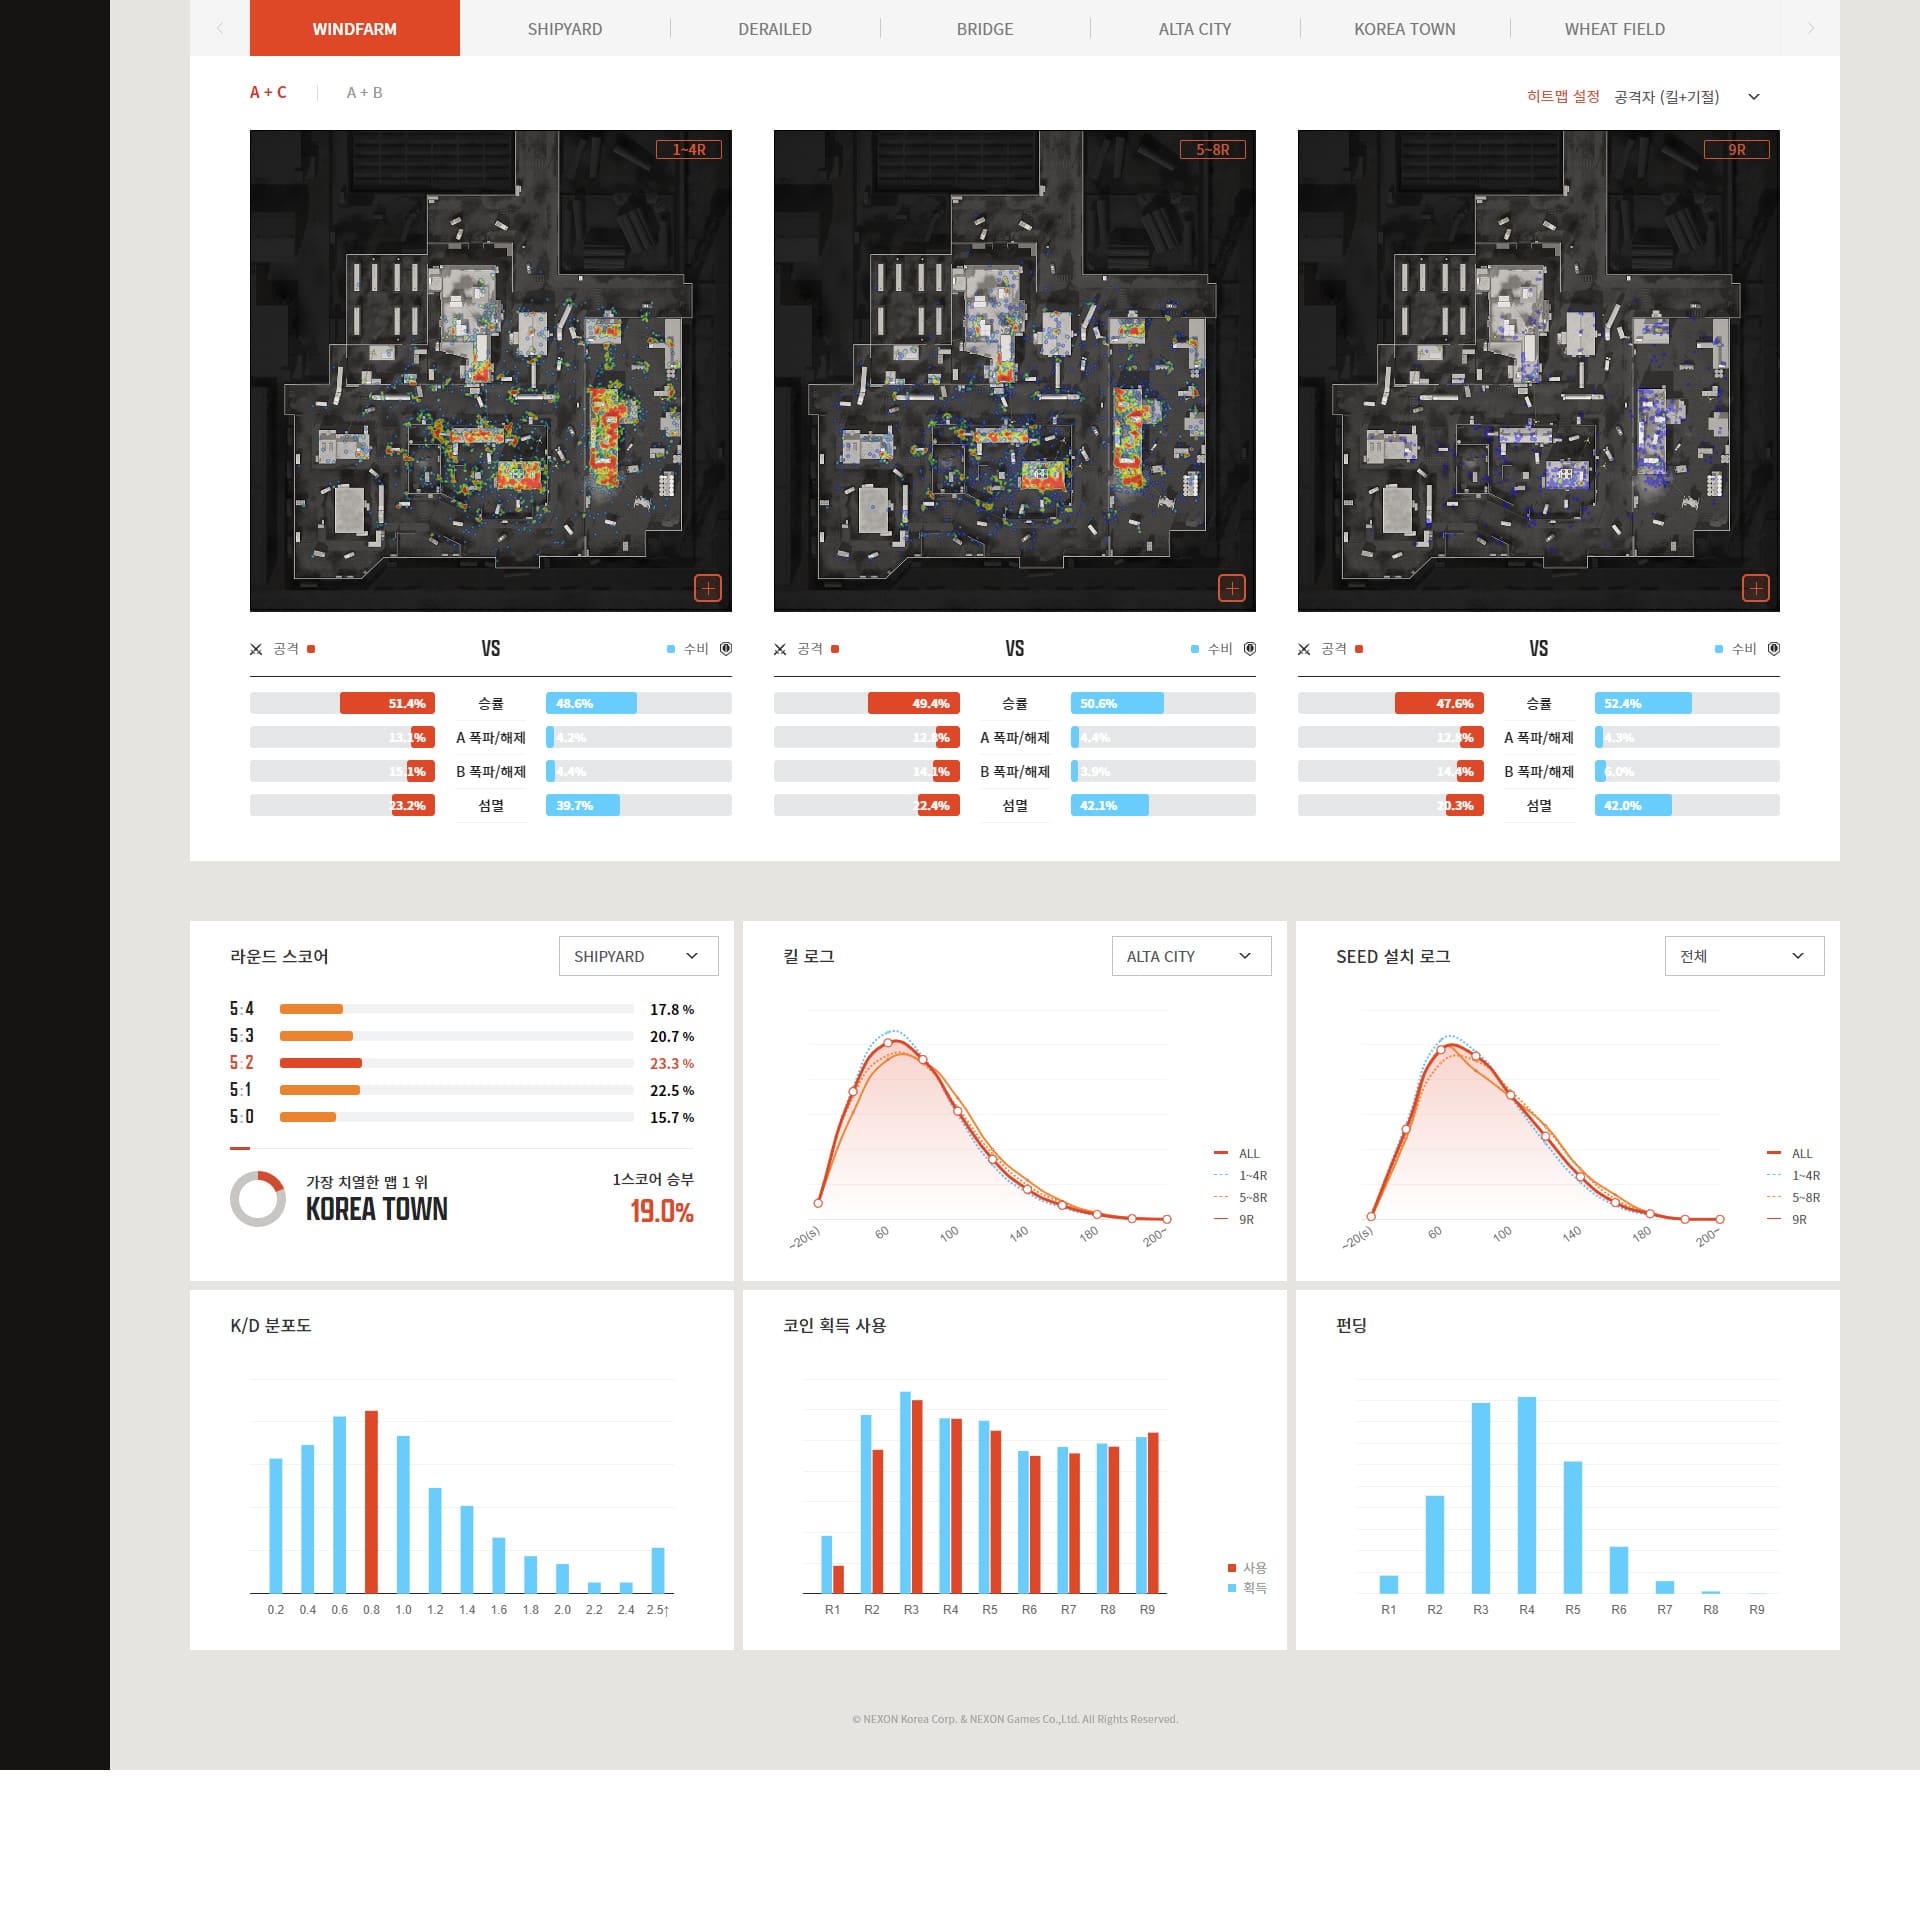 WINDFARM SHIPYARD DERAILED BRIDGE ALTA CITY KOREA TOWN WHEAT FIELD
A + C A + B
히트맵 설정 공격자 (킬+기절)
1~4R 5~8R 9R
공격 VS 수비 공격 VS 수비 공격 VS 수비
51.4% 승률 48.6% 49.4% 승률 50.6% 47.6% 승률 52.4%
13.1% A 폭파/해제 4.2% 12.8% A 폭파/해제 4.4% 12.8% A 폭파/해제 4.3%
15.1% B 폭파/해제 4.4% 14.1% B 폭파/해제 3.9% 14.4% B 폭파/해제 6.0%
23.2% 섬멸 39.7% 22.4% 섬멸 42.1% 20.3% 섬멸 42.0%
라운드 스코어 SHIPYARD
5:4 17.8 %
5:3 20.7 %
5:2 23.3 %
5:1 22.5 %
5:0 15.7 %
가장 치열한 맵 1 위 1스코어 승부
KOREA TOWN 19.0%
킬 로그 ALTA CITY
ALL
1~4R
5~8R
9R
~20(s) 60 100 140 180 200~
SEED 설치 로그 전체
ALL
1~4R
5~8R
9R
~20(s) 60 100 140 180 200~
K/D 분포도
0.2 0.4 0.6 0.8 1.0 1.2 1.4 1.6 1.8 2.0 2.2 2.4 2.5↑
코인 획득 사용
사용
획득
R1 R2 R3 R4 R5 R6 R7 R8 R9
펀딩
R1 R2 R3 R4 R5 R6 R7 R8 R9
© NEXON Korea Corp. & NEXON Games Co.,Ltd. All Rights Reserved.